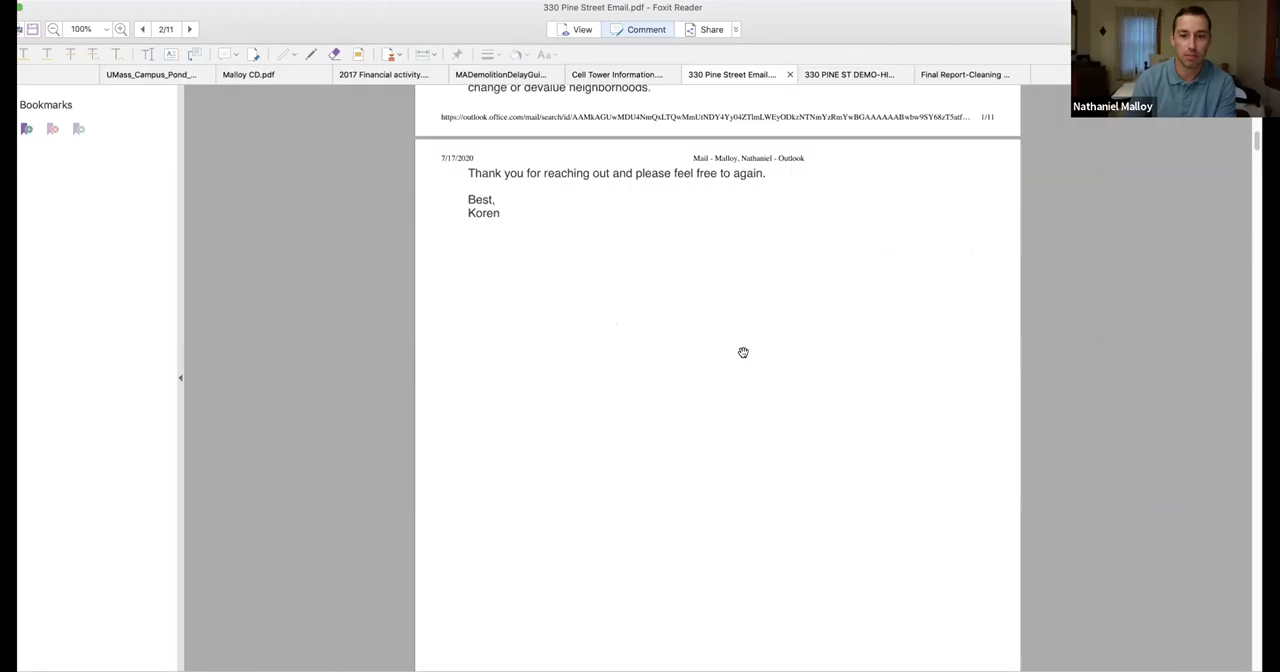 330 Pine Street Email.pdf - Foxit Reader
100%
2/11
View
Comment
Share
UMass_Campus_Pond_...
Malloy CD.pdf
2017 Financial activity....
MADemolitionDelayGui...
Cell Tower Information....
330 Pine Street Email....
330 PINE ST DEMO-HI...
Final Report-Cleaning ...
Nathaniel Malloy
Bookmarks
change or devalue neighborhoods.
1/11
7/17/2020
Mail - Malloy, Nathaniel - Outlook
Thank you for reaching out and please feel free to again.
Best,
Koren